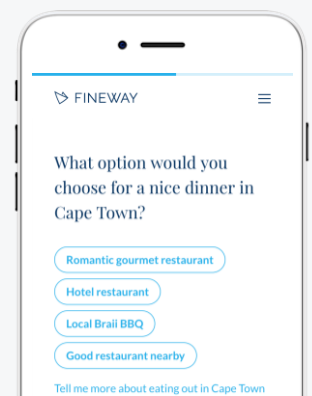 FINEWAY
What option would you
choose for a nice dinner in
Cape Town?
Romantic gourmet restaurant
Hotel restaurant
Local Braii BBQ
Good restaurant nearby
Tell me more about eating out in Cape Town